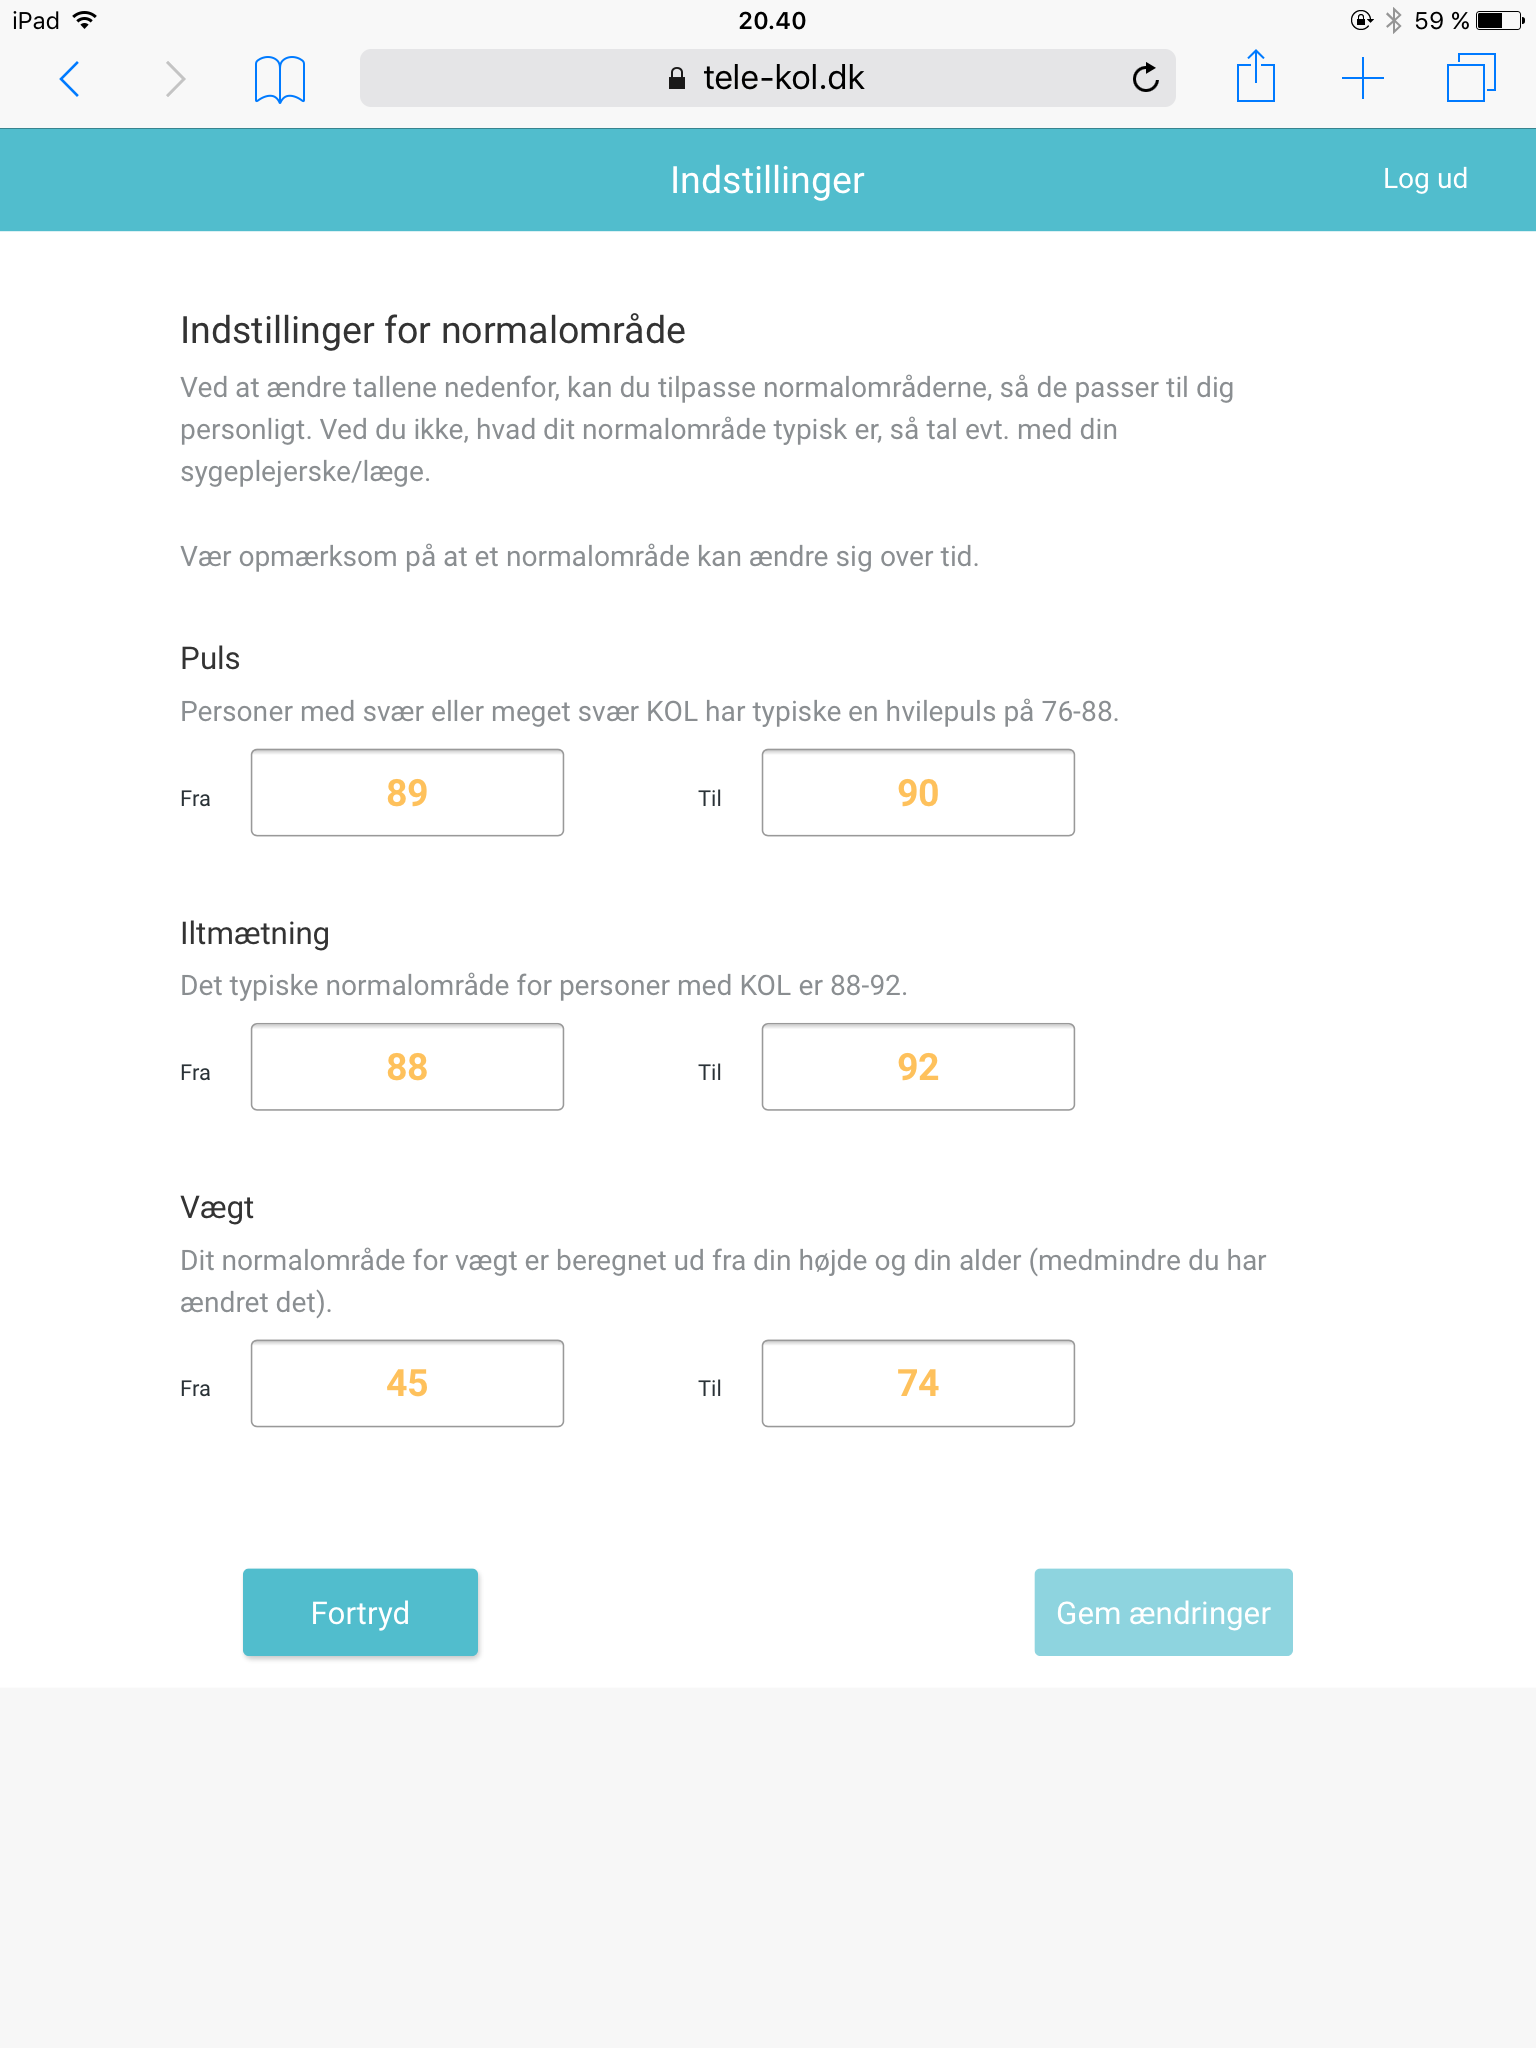 iPad 20.40 59 %
tele-kol.dk
Indstillinger Log ud
Indstillinger for normalområde
Ved at ændre tallene nedenfor, kan du tilpasse normalområderne, så de passer til dig
personligt. Ved du ikke, hvad dit normalområde typisk er, så tal evt. med din
sygeplejerske/læge.
Vær opmærksom på at et normalområde kan ændre sig over tid.
Puls
Personer med svær eller meget svær KOL har typiske en hvilepuls på 76-88.
Fra 89 Til 90
Iltmætning
Det typiske normalområde for personer med KOL er 88-92.
Fra 88 Til 92
Vægt
Dit normalområde for vægt er beregnet ud fra din højde og din alder (medmindre du har
ændret det).
Fra 45 Til 74
Fortryd Gem ændringer